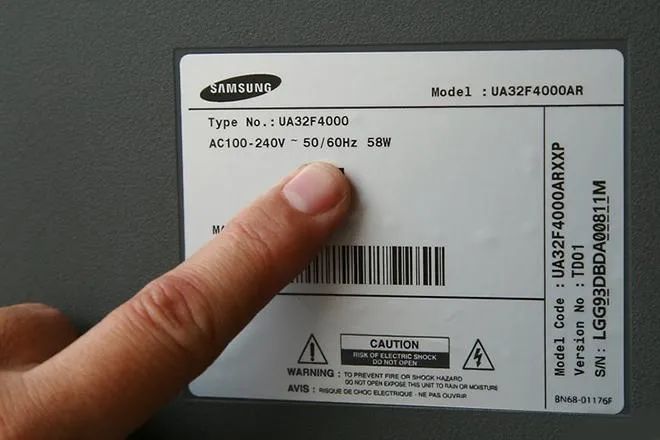 SAMSUNG
Model : UA32F4000AR
Type No.: UA32F4000
AC100-240V ~ 50/60Hz 58W
CAUTION
RISK OF ELECTRIC SHOCK
DO NOT OPEN
WARNING : TO PREVENT FIRE OR SHOCK HAZARD
DO NOT OPEN EXPOSE THIS UNIT TO RAIN OR MOISTURE
AVIS : RISQUE DE CHOC ELECTRIQUE - NE PAS OUVRIR
Model Code : UA32F4000ARXXP
Version No : TD01
S/N: LGG93DBDA00811M
BN68-01176F